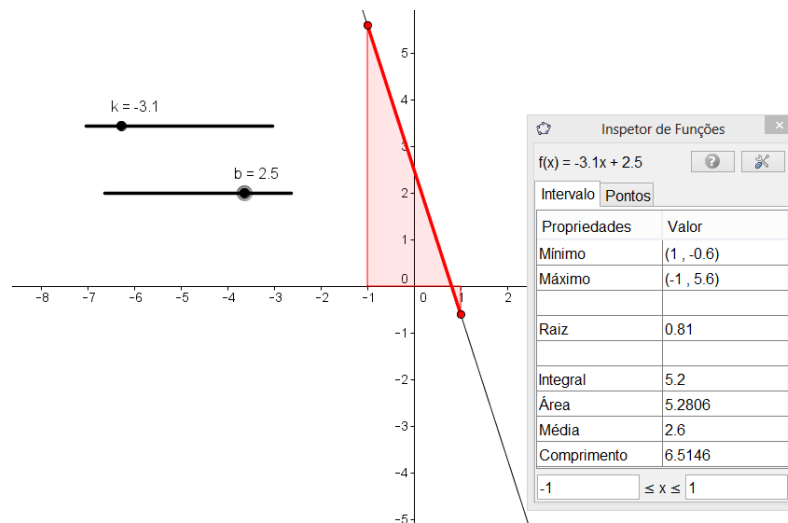 k = -3.1
b = 2.5
5
4
3
2
1
0
-8 -7 -6 -5 -4 -3 -2 -1 0 1 2
-1
-2
-3
-4
-5
Inspetor de Funções
f(x) = -3.1x + 2.5
Intervalo Pontos
Propriedades Valor
Mínimo (1 , -0.6)
Máximo (-1 , 5.6)
Raiz 0.81
Integral 5.2
Área 5.2806
Média 2.6
Comprimento 6.5146
-1 ≤ x ≤ 1